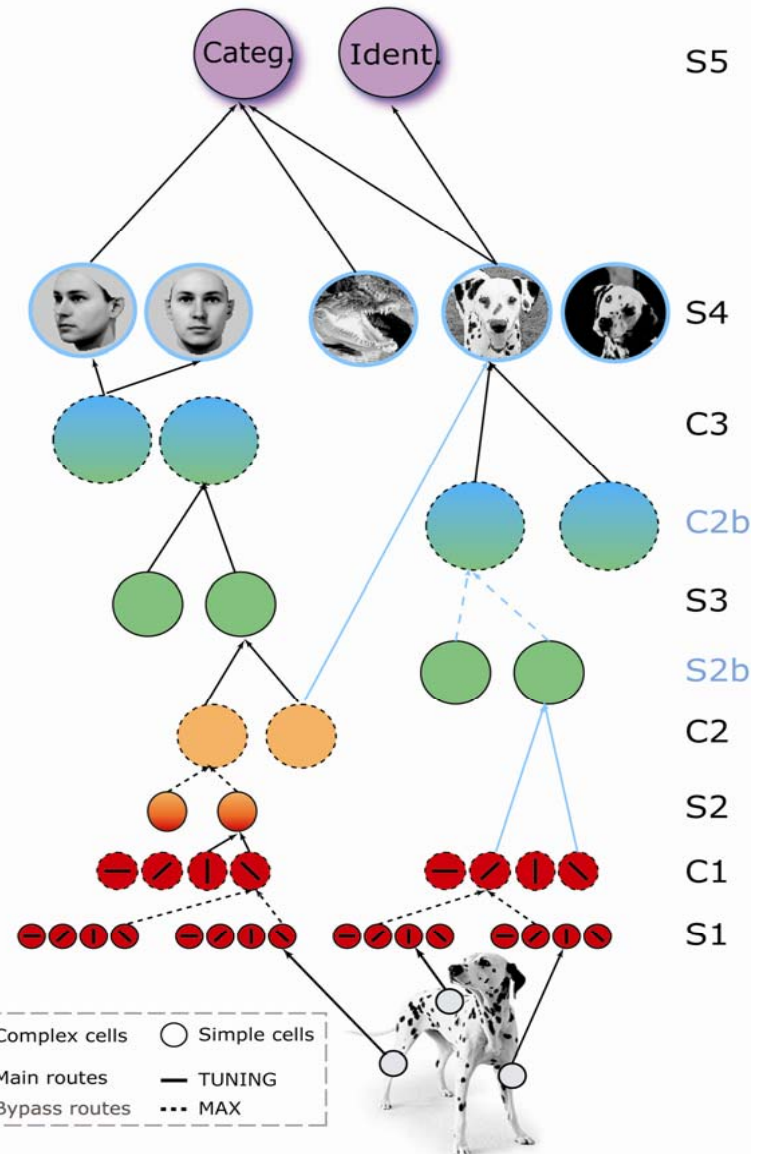 Categ.
Ident.
S5
S4
C3
C2b
S3
S2b
C2
S2
C1
S1
Complex cells
Simple cells
Main routes
TUNING
Bypass routes
MAX